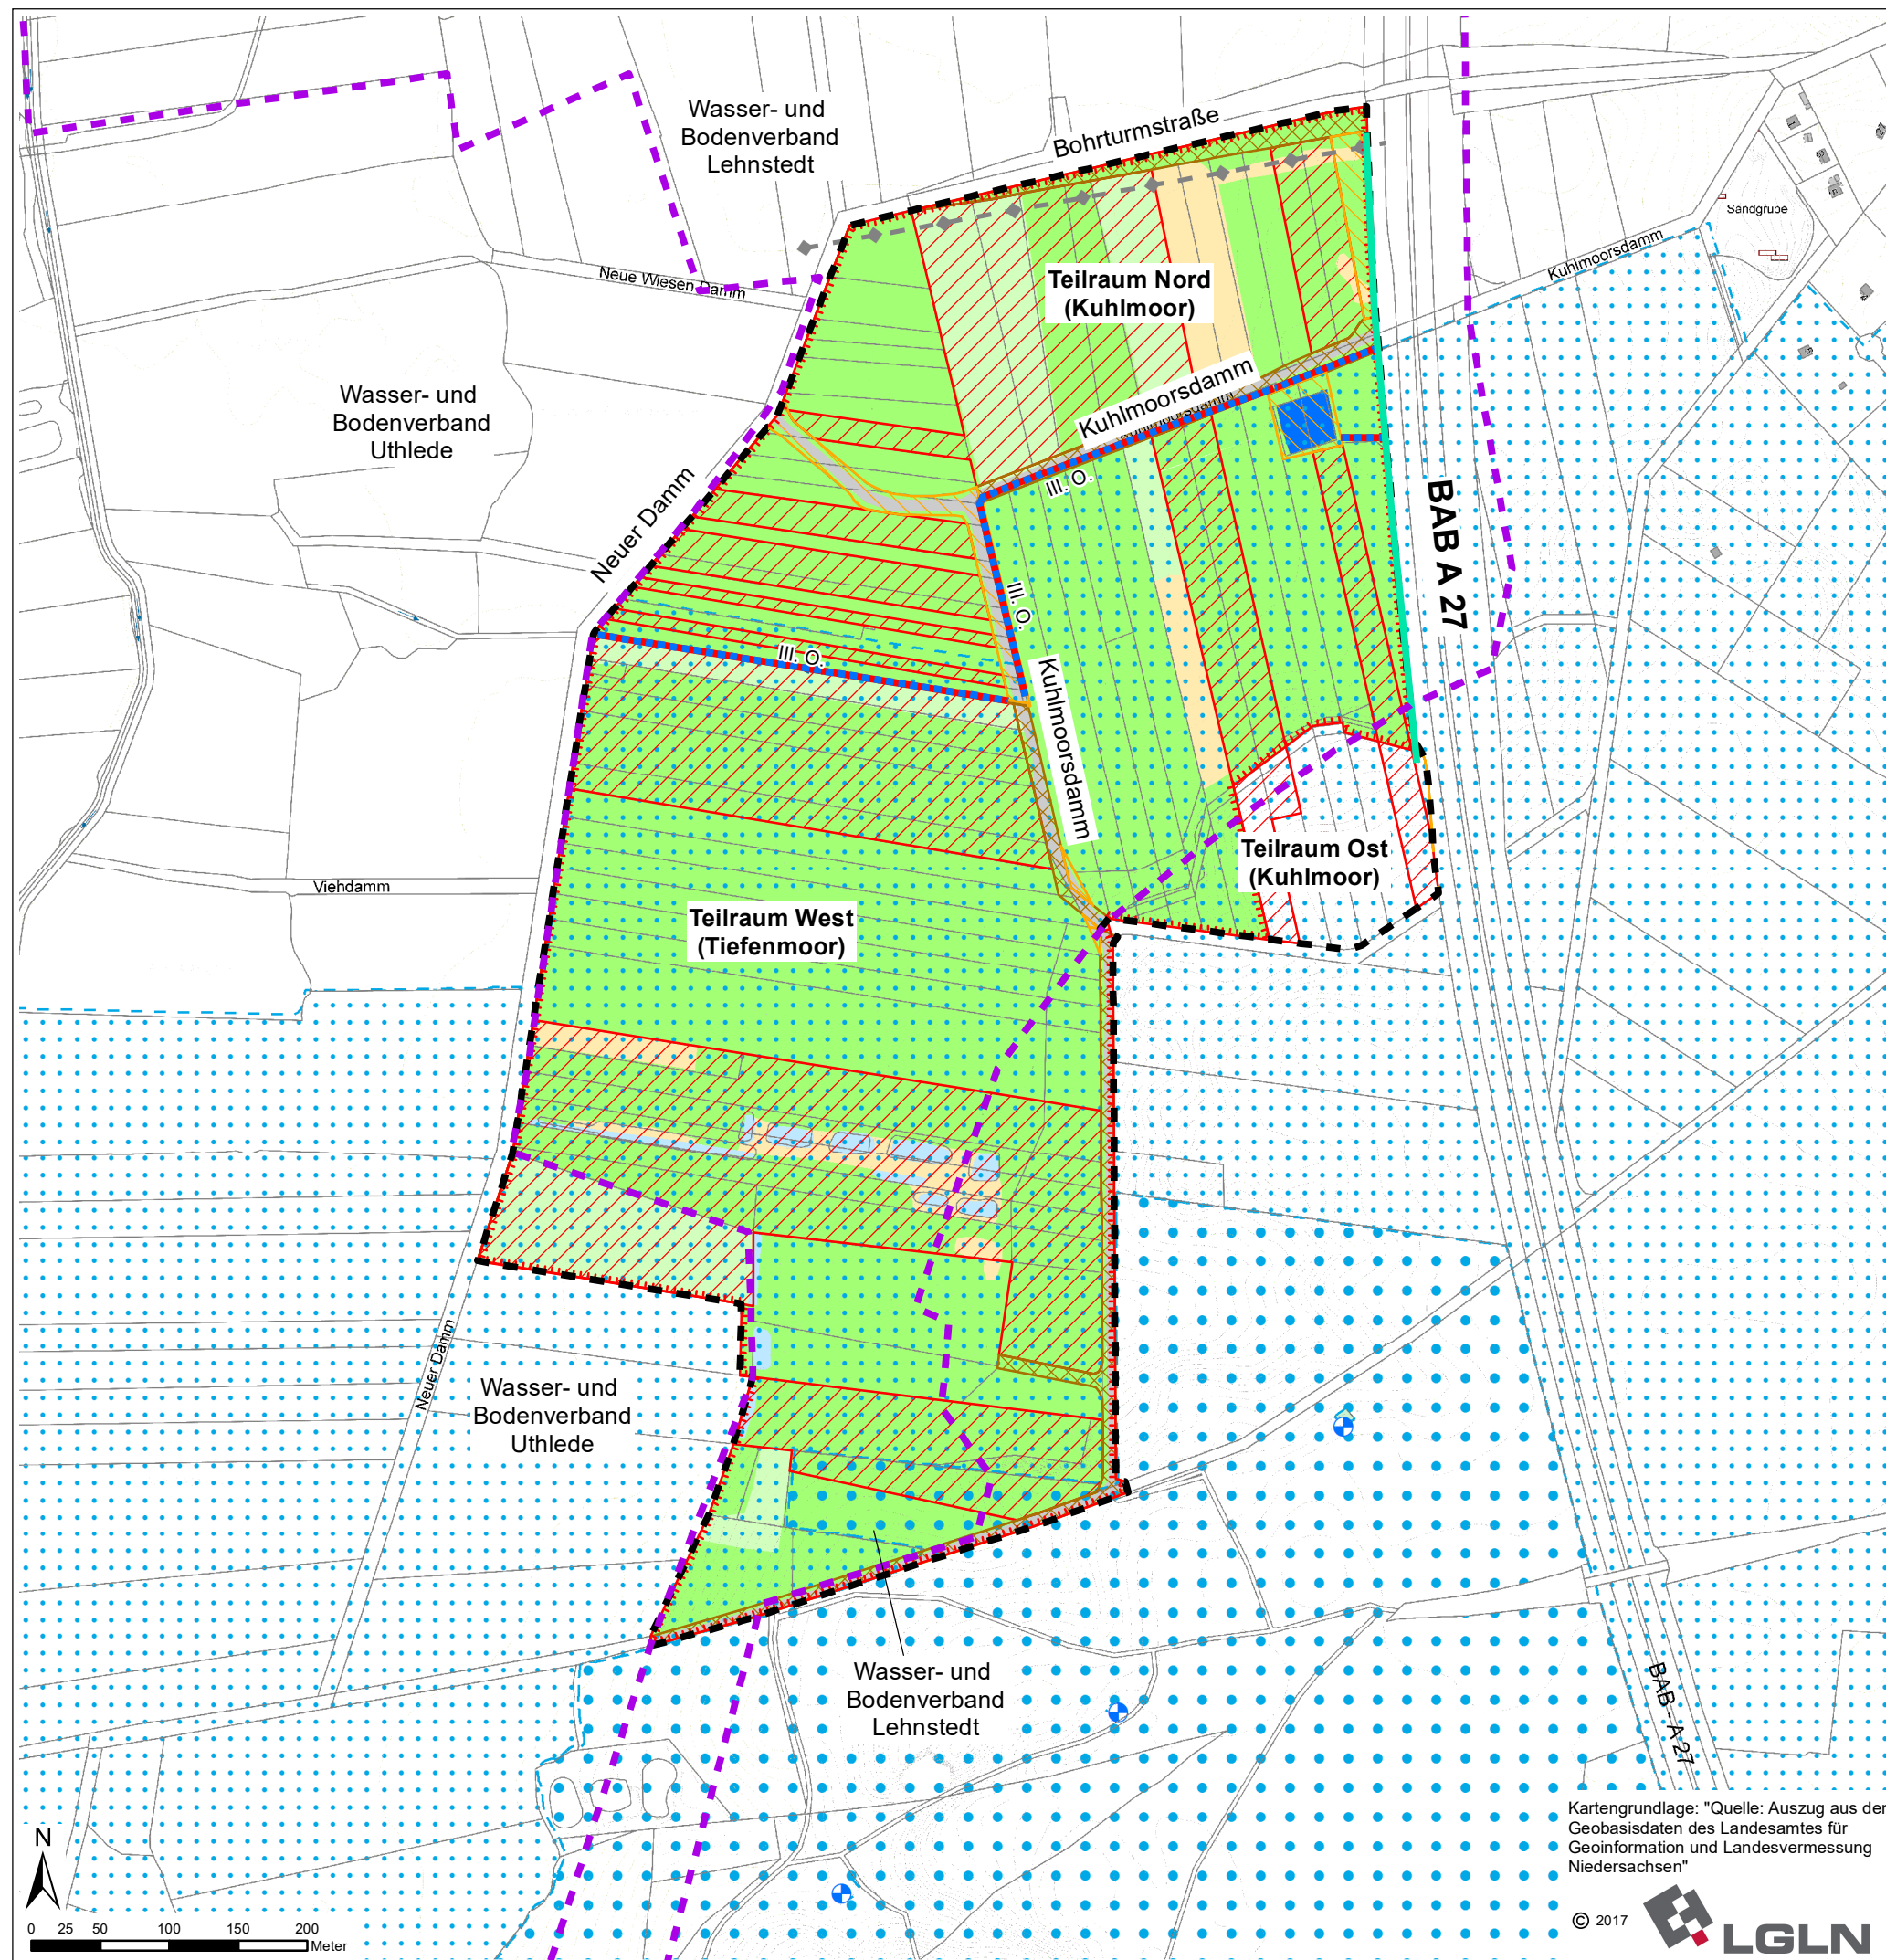 Wasser- und
Bodenverband
Lehnstedt
Bohrturmstraße
Sandgrube
Kuhlmoorsdamm
Neue Wiesen Damm
Teilraum Nord
(Kuhlmoor)
Wasser- und
Bodenverband
Uthlede
Kuhlmoorsdamm
Kuhlmoorsdamm
III. O.
Neuer Damm
BAB A 27
III. O.
III. O.
Kuhlmoorsdamm
Teilraum Ost
(Kuhlmoor)
Viehdamm
Teilraum West
(Tiefenmoor)
Neuer Damm
Wasser- und
Bodenverband
Uthlede
Wasser- und
Bodenverband
Lehnstedt
BAB - A 27
Kartengrundlage: "Quelle: Auszug aus den
Geobasisdaten des Landesamtes für
Geoinformation und Landesvermessung
Niedersachsen"
© 2017
LGLN
N
0 25 50 100 150 200
Meter